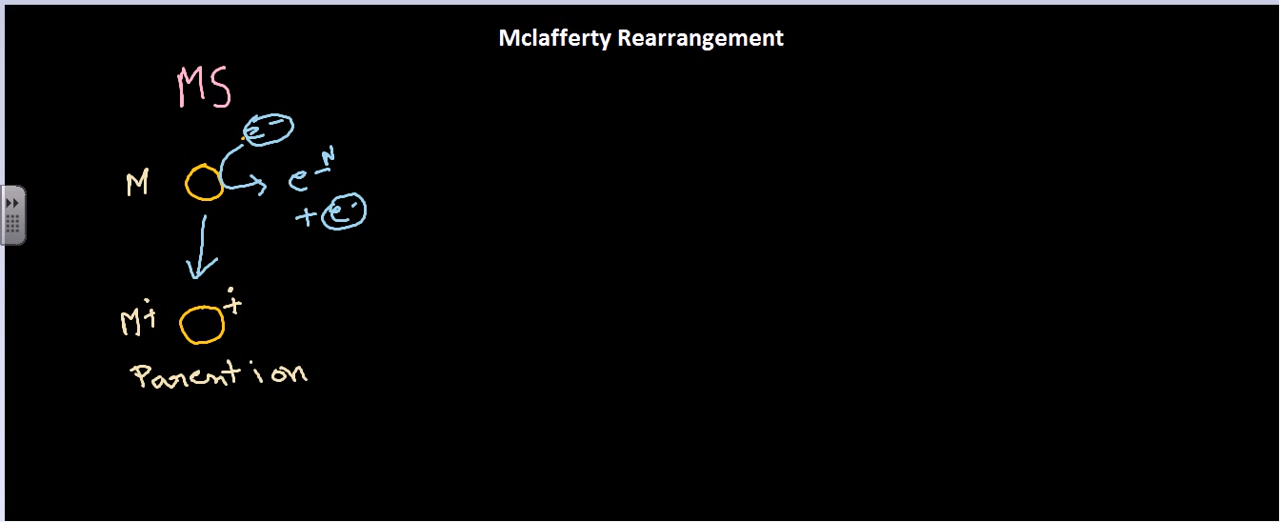 Mclafferty Rearrangement
MS
e⁻
M
e⁻
+ e⁻
M+̇ +̇
Parent ion